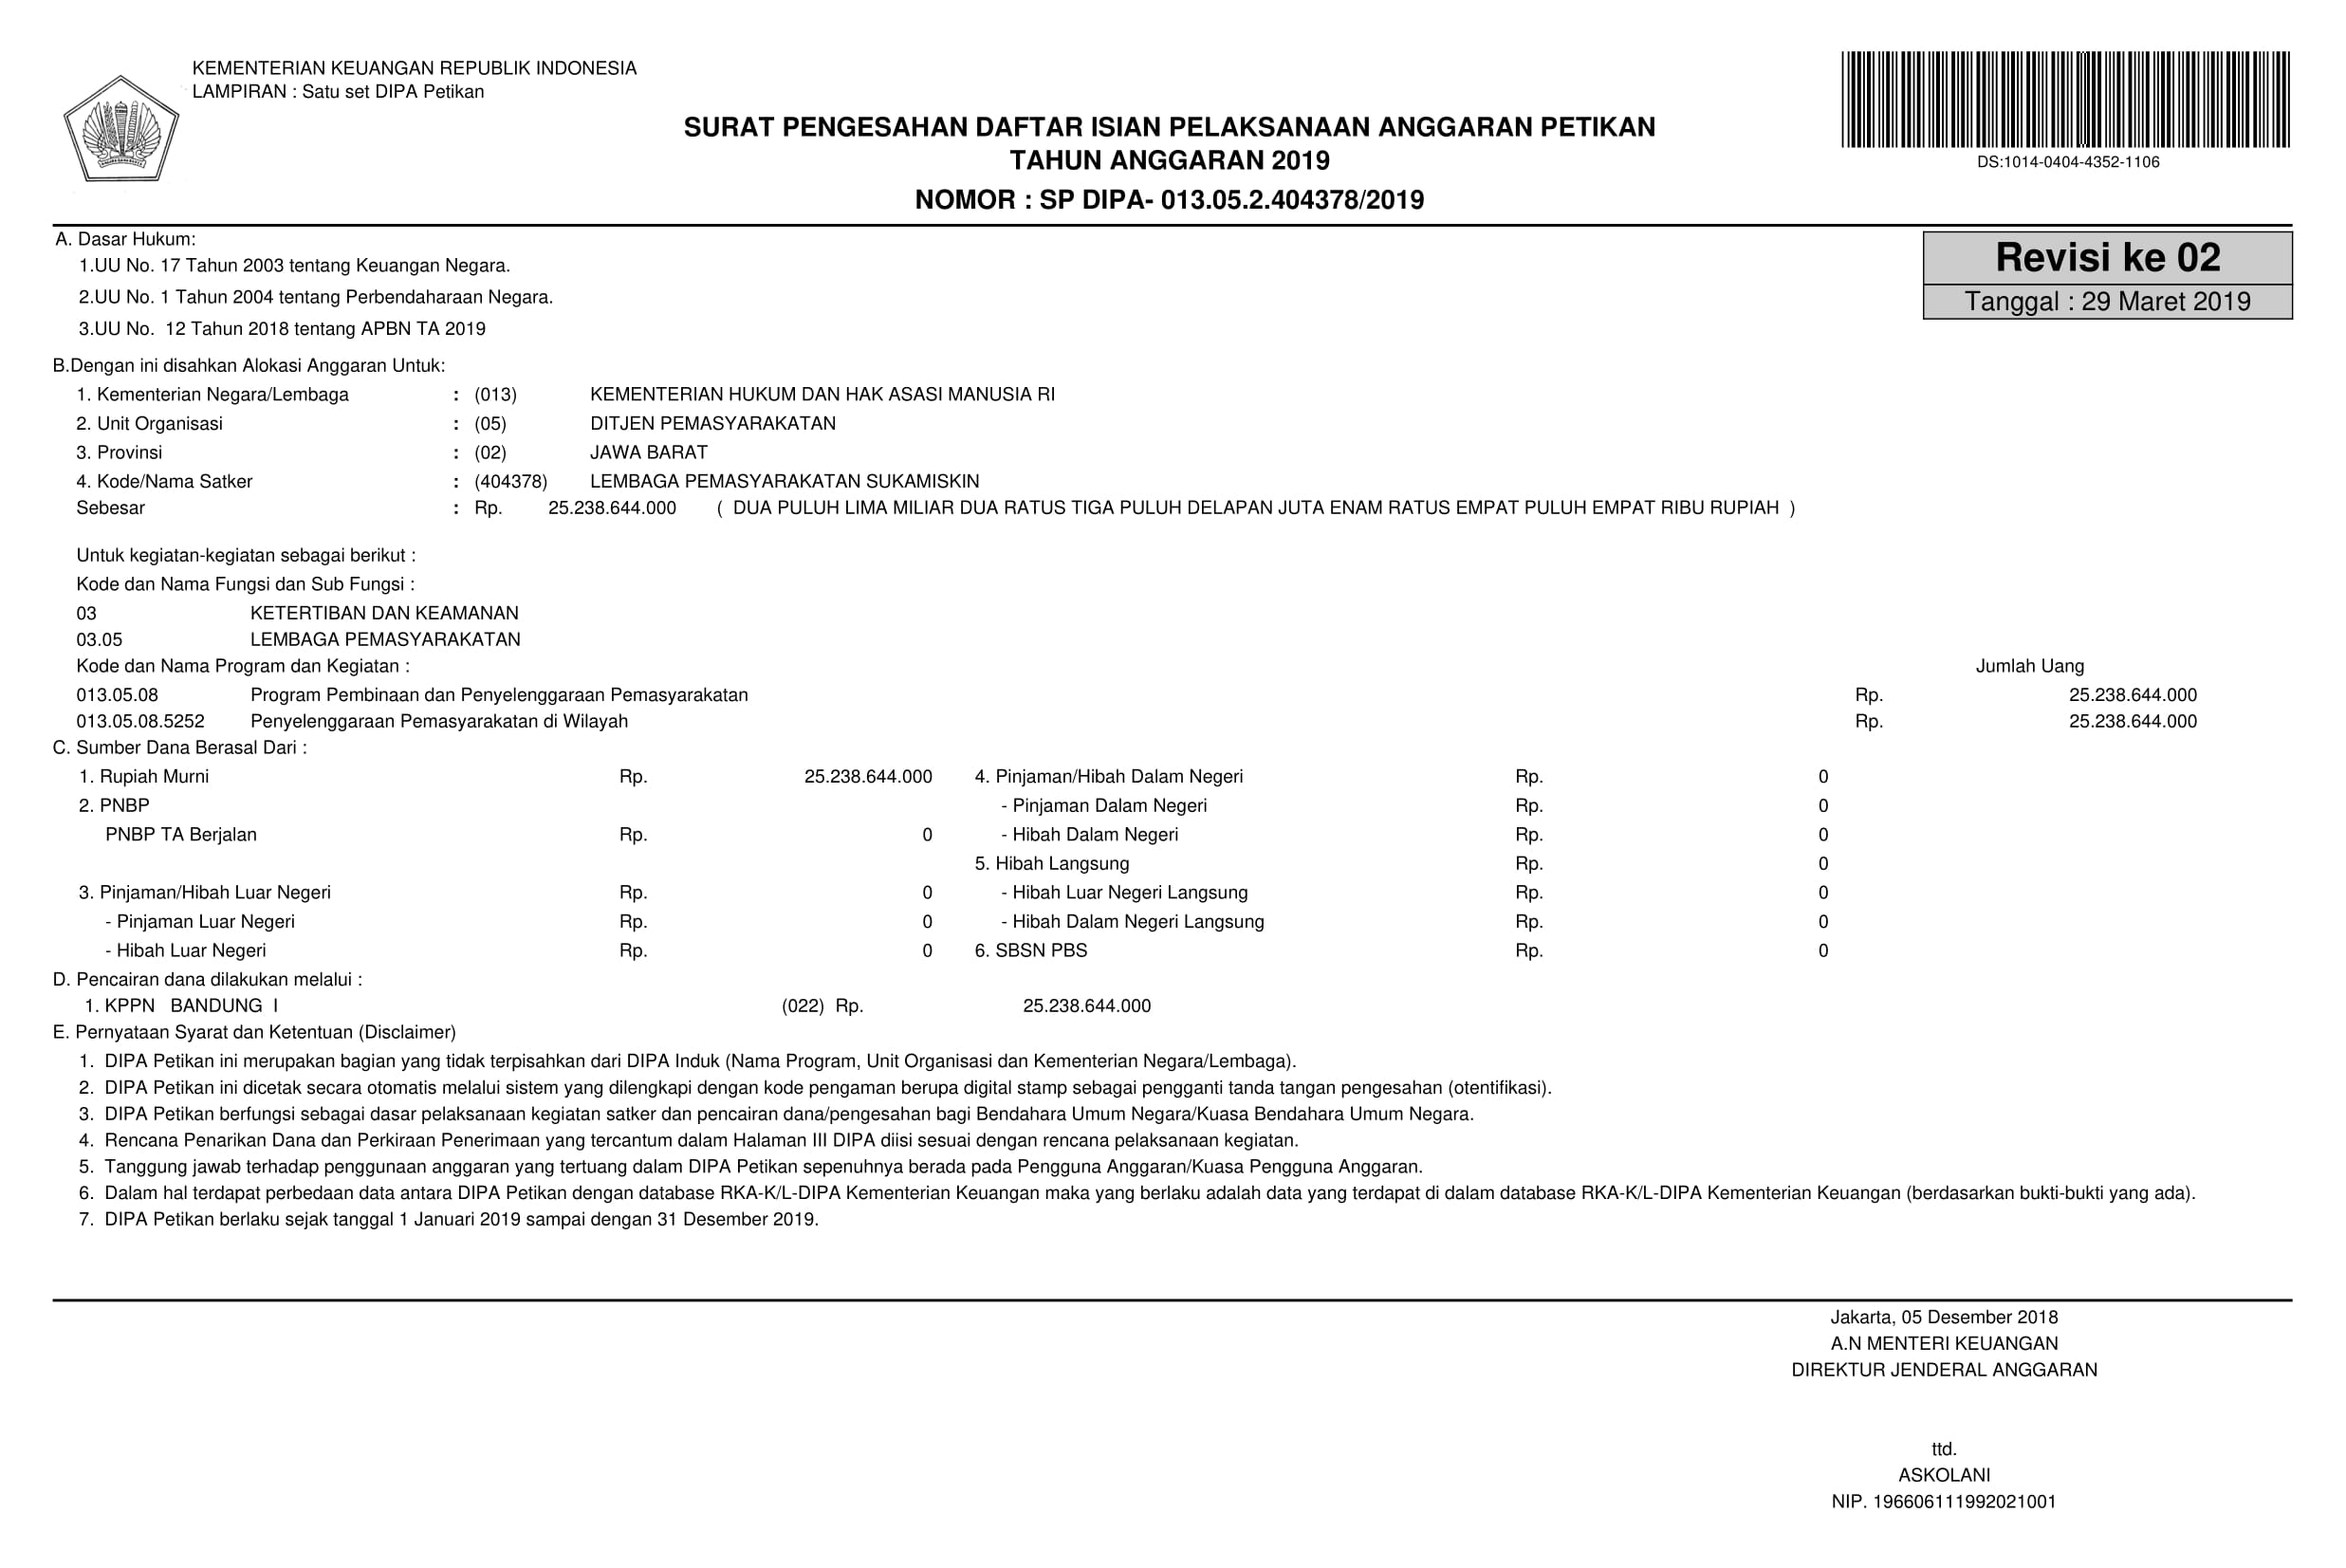 KEMENTERIAN KEUANGAN REPUBLIK INDONESIA
LAMPIRAN : Satu set DIPA Petikan
SURAT PENGESAHAN DAFTAR ISIAN PELAKSANAAN ANGGARAN PETIKAN
TAHUN ANGGARAN 2019
NOMOR : SP DIPA- 013.05.2.404378/2019
DS:1014-0404-4352-1106
Revisi ke 02
Tanggal : 29 Maret 2019
A. Dasar Hukum:
1.UU No. 17 Tahun 2003 tentang Keuangan Negara.
2.UU No. 1 Tahun 2004 tentang Perbendaharaan Negara.
3.UU No. 12 Tahun 2018 tentang APBN TA 2019
B.Dengan ini disahkan Alokasi Anggaran Untuk:
1. Kementerian Negara/Lembaga : (013) KEMENTERIAN HUKUM DAN HAK ASASI MANUSIA RI
2. Unit Organisasi : (05) DITJEN PEMASYARAKATAN
3. Provinsi : (02) JAWA BARAT
4. Kode/Nama Satker : (404378) LEMBAGA PEMASYARAKATAN SUKAMISKIN
Sebesar : Rp. 25.238.644.000 ( DUA PULUH LIMA MILIAR DUA RATUS TIGA PULUH DELAPAN JUTA ENAM RATUS EMPAT PULUH EMPAT RIBU RUPIAH )
Untuk kegiatan-kegiatan sebagai berikut :
Kode dan Nama Fungsi dan Sub Fungsi :
03 KETERTIBAN DAN KEAMANAN
03.05 LEMBAGA PEMASYARAKATAN
Kode dan Nama Program dan Kegiatan : Jumlah Uang
013.05.08 Program Pembinaan dan Penyelenggaraan Pemasyarakatan Rp. 25.238.644.000
013.05.08.5252 Penyelenggaraan Pemasyarakatan di Wilayah Rp. 25.238.644.000
C. Sumber Dana Berasal Dari :
1. Rupiah Murni Rp. 25.238.644.000 4. Pinjaman/Hibah Dalam Negeri Rp. 0
2. PNBP - Pinjaman Dalam Negeri Rp. 0
PNBP TA Berjalan Rp. 0 - Hibah Dalam Negeri Rp. 0
5. Hibah Langsung Rp. 0
3. Pinjaman/Hibah Luar Negeri Rp. 0 - Hibah Luar Negeri Langsung Rp. 0
- Pinjaman Luar Negeri Rp. 0 - Hibah Dalam Negeri Langsung Rp. 0
- Hibah Luar Negeri Rp. 0 6. SBSN PBS Rp. 0
D. Pencairan dana dilakukan melalui :
1. KPPN BANDUNG I (022) Rp. 25.238.644.000
E. Pernyataan Syarat dan Ketentuan (Disclaimer)
1. DIPA Petikan ini merupakan bagian yang tidak terpisahkan dari DIPA Induk (Nama Program, Unit Organisasi dan Kementerian Negara/Lembaga).
2. DIPA Petikan ini dicetak secara otomatis melalui sistem yang dilengkapi dengan kode pengaman berupa digital stamp sebagai pengganti tanda tangan pengesahan (otentifikasi).
3. DIPA Petikan berfungsi sebagai dasar pelaksanaan kegiatan satker dan pencairan dana/pengesahan bagi Bendahara Umum Negara/Kuasa Bendahara Umum Negara.
4. Rencana Penarikan Dana dan Perkiraan Penerimaan yang tercantum dalam Halaman III DIPA diisi sesuai dengan rencana pelaksanaan kegiatan.
5. Tanggung jawab terhadap penggunaan anggaran yang tertuang dalam DIPA Petikan sepenuhnya berada pada Pengguna Anggaran/Kuasa Pengguna Anggaran.
6. Dalam hal terdapat perbedaan data antara DIPA Petikan dengan database RKA-K/L-DIPA Kementerian Keuangan maka yang berlaku adalah data yang terdapat di dalam database RKA-K/L-DIPA Kementerian Keuangan (berdasarkan bukti-bukti yang ada).
7. DIPA Petikan berlaku sejak tanggal 1 Januari 2019 sampai dengan 31 Desember 2019.
Jakarta, 05 Desember 2018
A.N MENTERI KEUANGAN
DIREKTUR JENDERAL ANGGARAN
ttd.
ASKOLANI
NIP. 196606111992021001